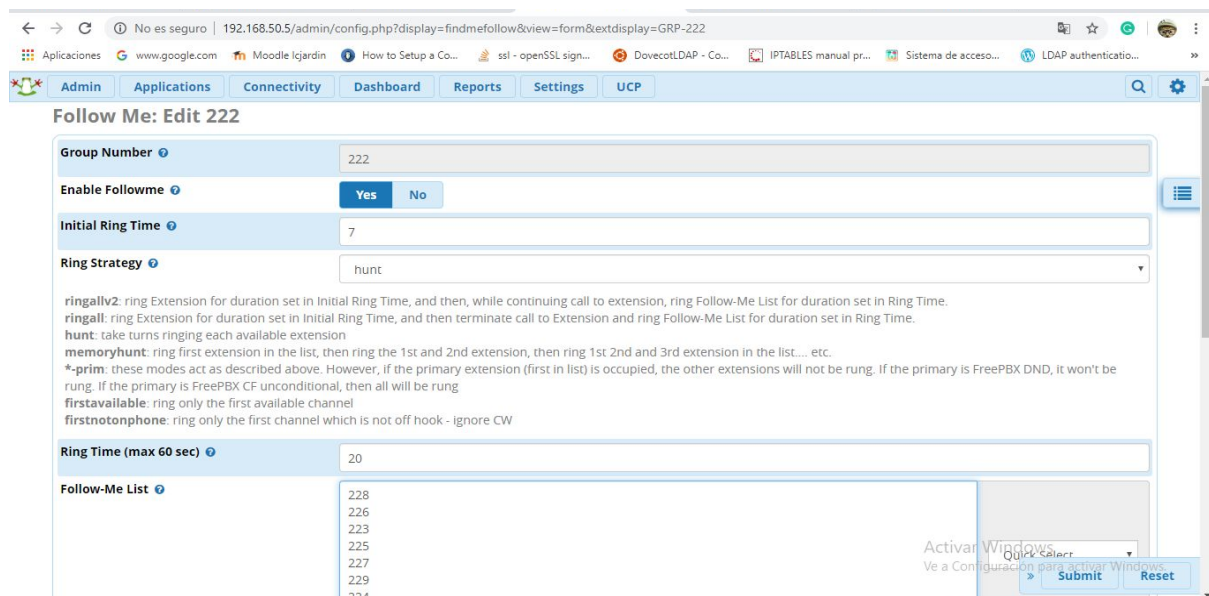 No es seguro | 192.168.50.5/admin/config.php?display=findmefollow&view=form&extdisplay=GRP-222
Aplicaciones www.google.com Moodle Icjardin How to Setup a Co... ssl - openSSL sign... DovecotLDAP - Co... IPTABLES manual pr... Sistema de acceso... LDAP authenticatio... »
Admin Applications Connectivity Dashboard Reports Settings UCP
Follow Me: Edit 222
Group Number 222
Enable Followme Yes No
Initial Ring Time 7
Ring Strategy hunt
ringallv2: ring Extension for duration set in Initial Ring Time, and then, while continuing call to extension, ring Follow-Me List for duration set in Ring Time.
ringall: ring Extension for duration set in Initial Ring Time, and then terminate call to Extension and ring Follow-Me List for duration set in Ring Time.
hunt: take turns ringing each available extension
memoryhunt: ring first extension in the list, then ring the 1st and 2nd extension, then ring 1st 2nd and 3rd extension in the list.... etc.
*-prim: these modes act as described above. However, if the primary extension (first in list) is occupied, the other extensions will not be rung. If the primary is FreePBX DND, it won't be
rung. If the primary is FreePBX CF unconditional, then all will be rung
firstavailable: ring only the first available channel
firstnotonphone: ring only the first channel which is not off hook - ignore CW
Ring Time (max 60 sec) 20
Follow-Me List 228
226
223
225
227
229
Quick Select
Activar Windows
Ve a Configuración para activar Windows.
» Submit Reset